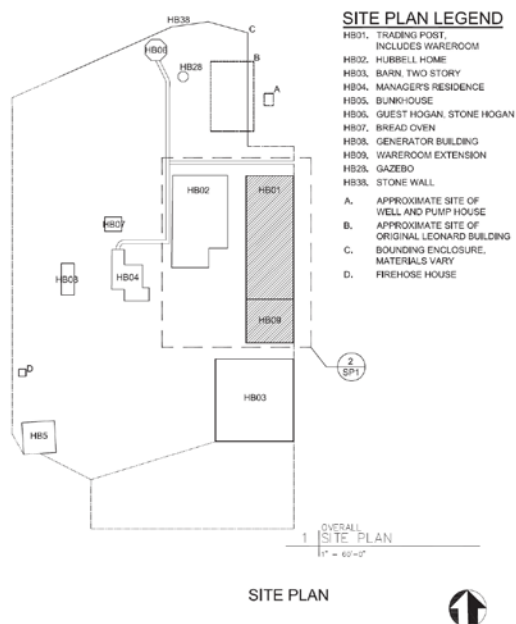 SITE PLAN LEGEND
HB01. TRADING POST,
INCLUDES WAREROOM
HB02. HUBBELL HOME
HB03. BARN, TWO STORY
HB04. MANAGER'S RESIDENCE
HB05. BUNKHOUSE
HB06. GUEST HOGAN, STONE HOGAN
HB07. BREAD OVEN
HB08. GENERATOR BUILDING
HB09. WAREROOM EXTENSION
HB28. GAZEBO
HB38. STONE WALL
A. APPROXIMATE SITE OF
WELL AND PUMP HOUSE
B. APPROXIMATE SITE OF
ORIGINAL LEONARD BUILDING
C. BOUNDING ENCLOSURE,
MATERIALS VARY
D. FIREHOSE HOUSE
HB38
C
HB06
B
HB28
A
HB02
HB01
HB07
HB08
HB04
HB09
2
SP1
D
HB03
HB5
OVERALL
1 SITE PLAN
1" = 60'-0"
SITE PLAN